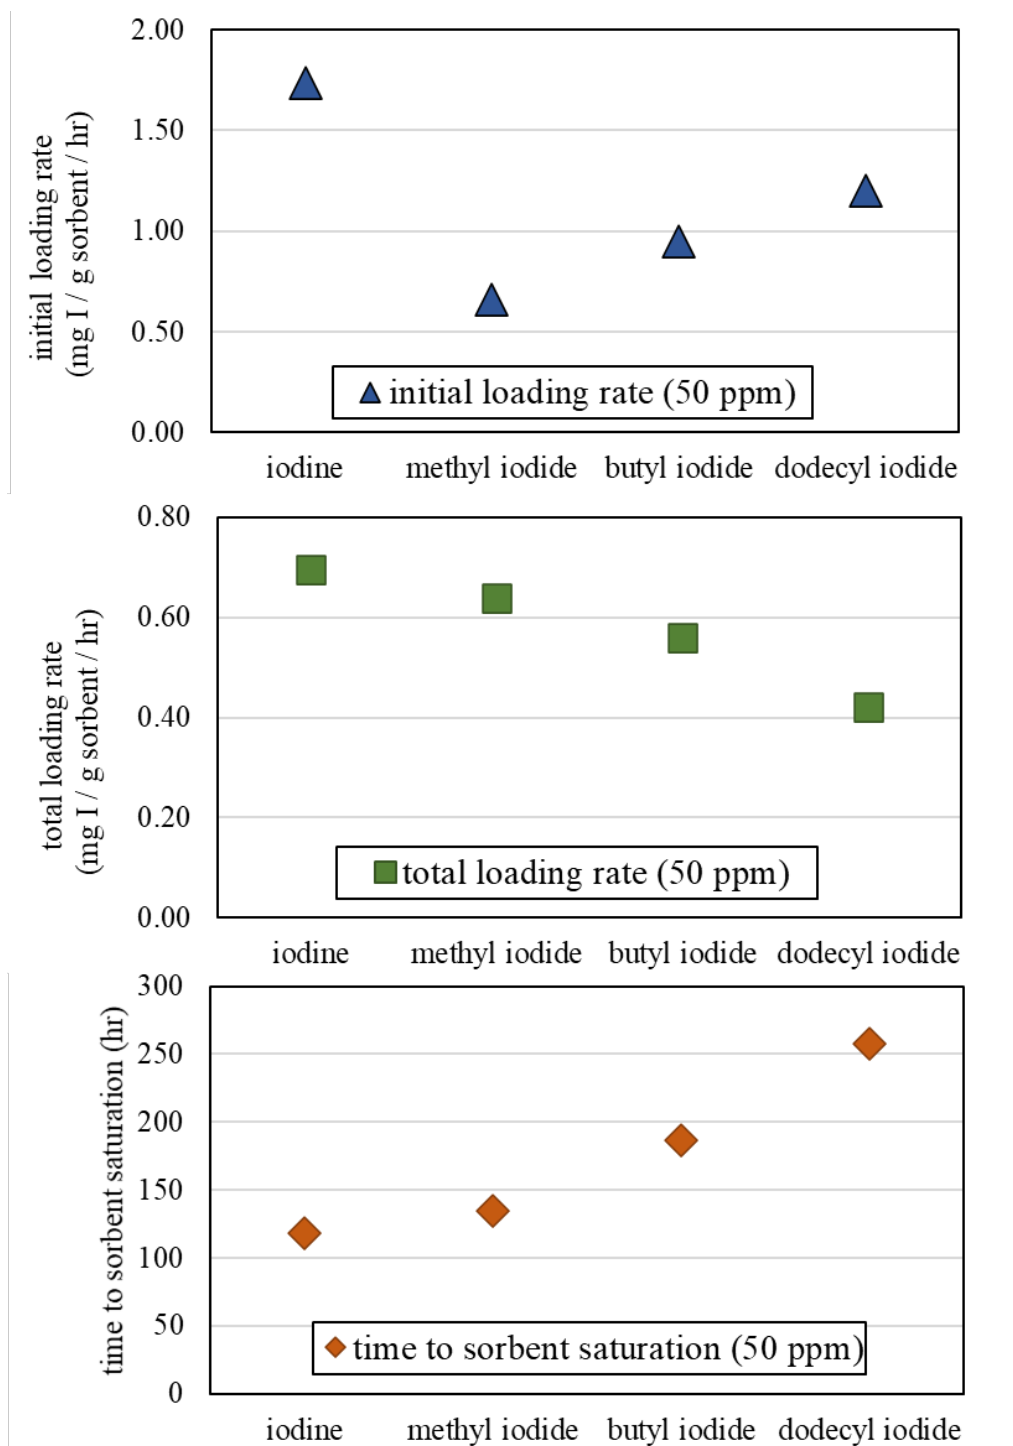 initial loading rate
(mg I / g sorbent / hr)
2.00
1.50
1.00
0.50
0.00
initial loading rate (50 ppm)
iodine methyl iodide butyl iodide dodecyl iodide
total loading rate
(mg I / g sorbent / hr)
0.80
0.60
0.40
0.20
0.00
total loading rate (50 ppm)
iodine methyl iodide butyl iodide dodecyl iodide
time to sorbent saturation (hr)
300
250
200
150
100
50
0
time to sorbent saturation (50 ppm)
iodine methyl iodide butyl iodide dodecyl iodide